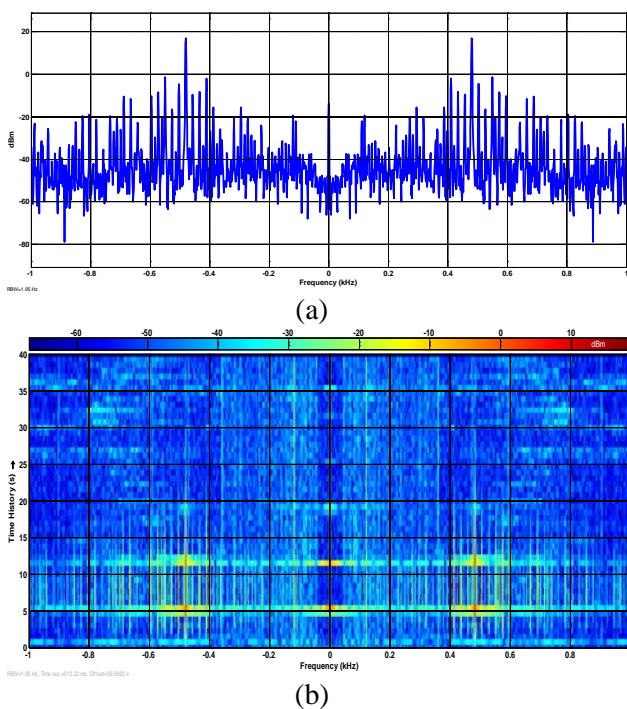 20
0
-20
dBm
-40
-60
-80
-1 -0.8 -0.6 -0.4 -0.2 0 0.2 0.4 0.6 0.8 1
Frequency (kHz)
RBW=1.95 Hz
(a)
-60 -50 -40 -30 -20 -10 0 10 dBm
40
35
30
25
Time History (s) →
20
15
10
5
0
-1 -0.8 -0.6 -0.4 -0.2 0 0.2 0.4 0.6 0.8
Frequency (kHz)
(b)